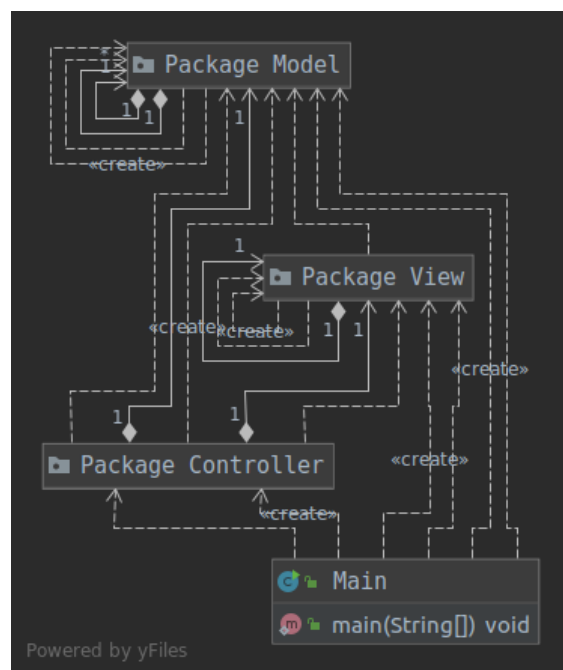 *
1
Package Model
1
1
1
«create»
1
Package View
«create»
«create»
1
1
«create»
1
1
Package Controller
«create»
«create»
Main
main(String[]) void
Powered by yFiles